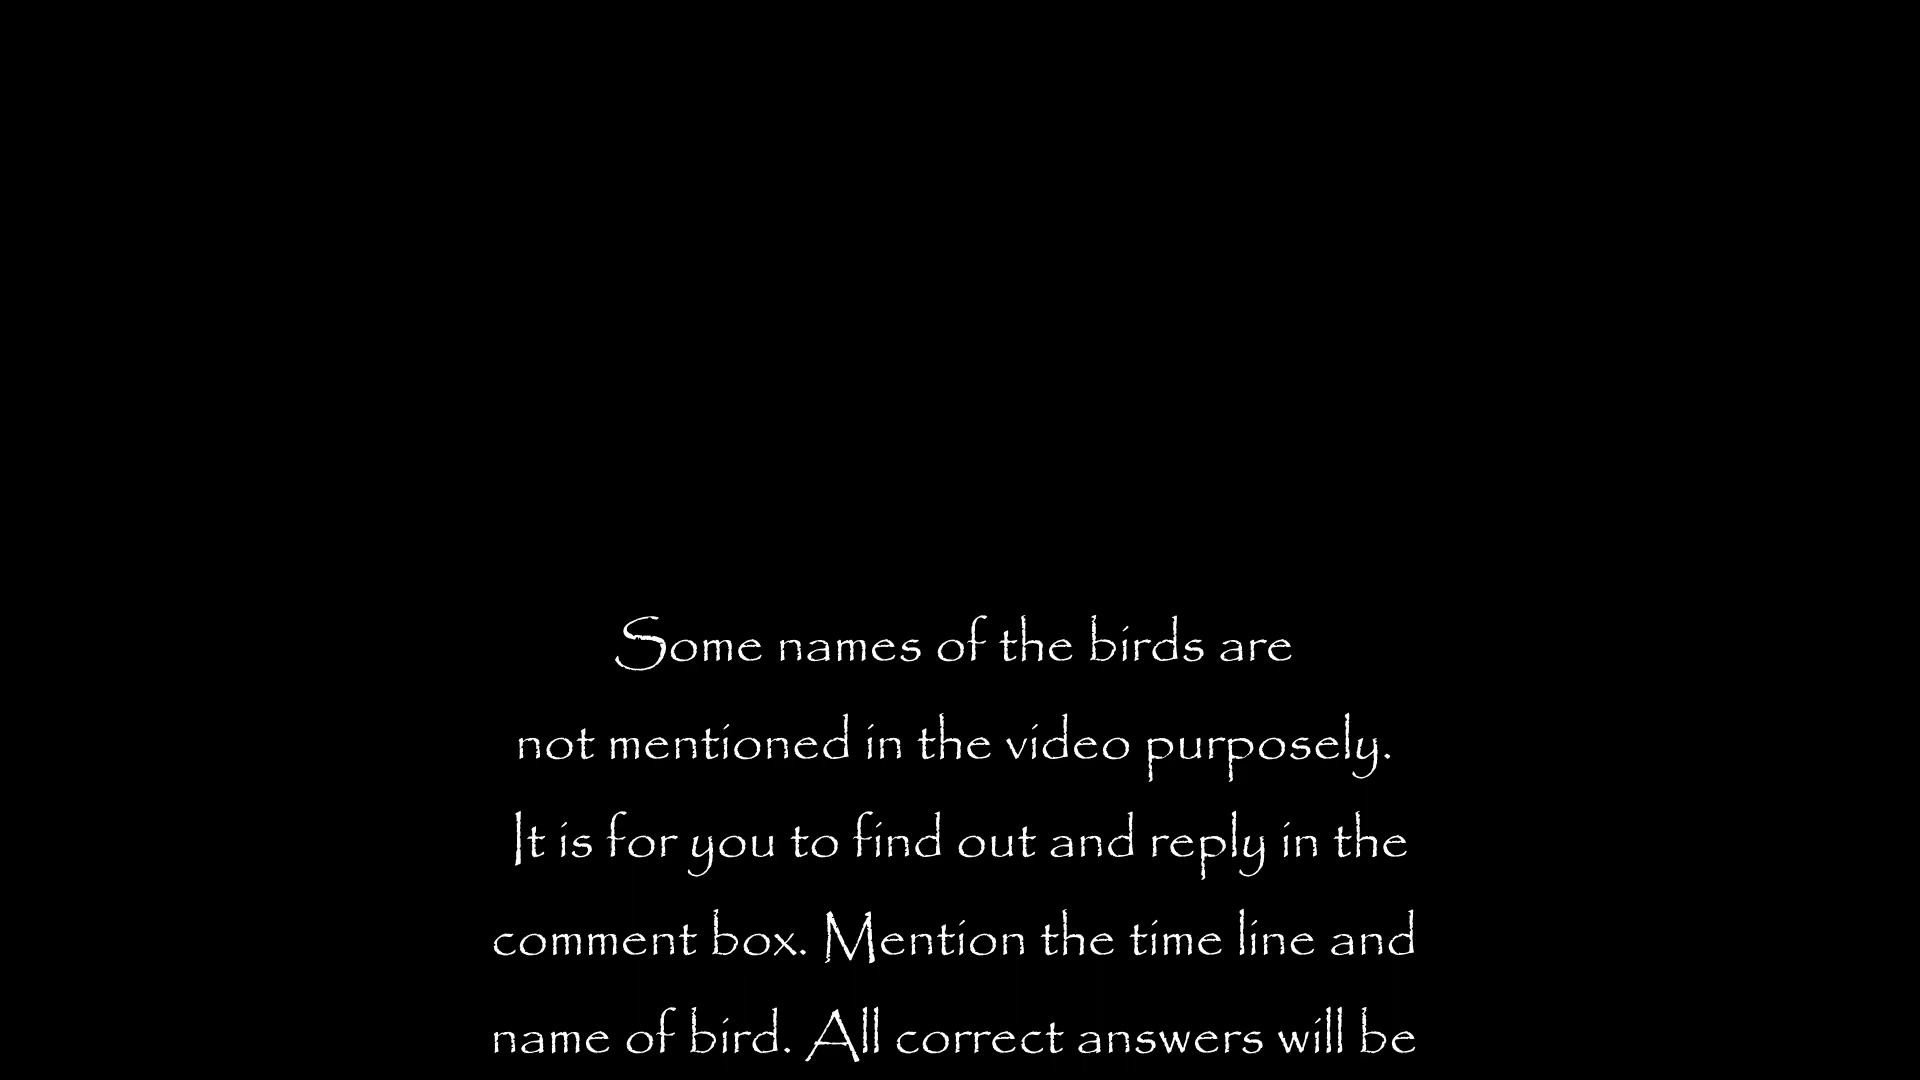 Some names of the birds are
not mentioned in the video purposely.
It is for you to find out and reply in the
comment box. Mention the time line and
name of bird. All correct answers will be